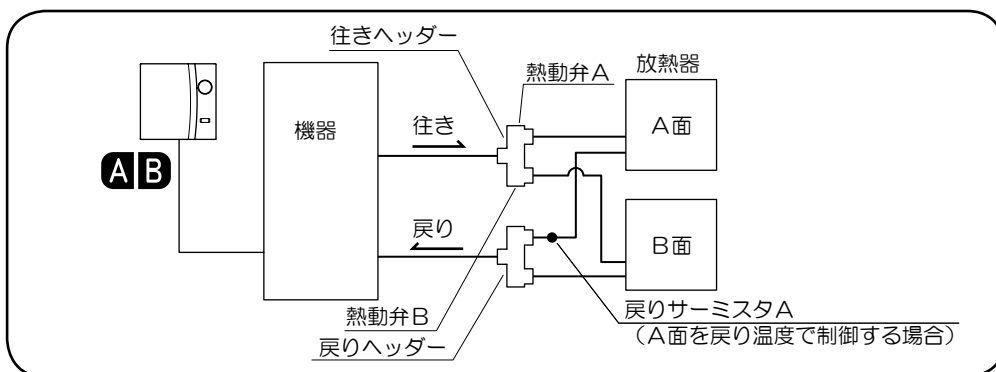 往きヘッダー
熱動弁A
放熱器
機器
往き
A面
A B
戻り
B面
熱動弁B
戻りヘッダー
戻りサーミスタA
（A面を戻り温度で制御する場合）